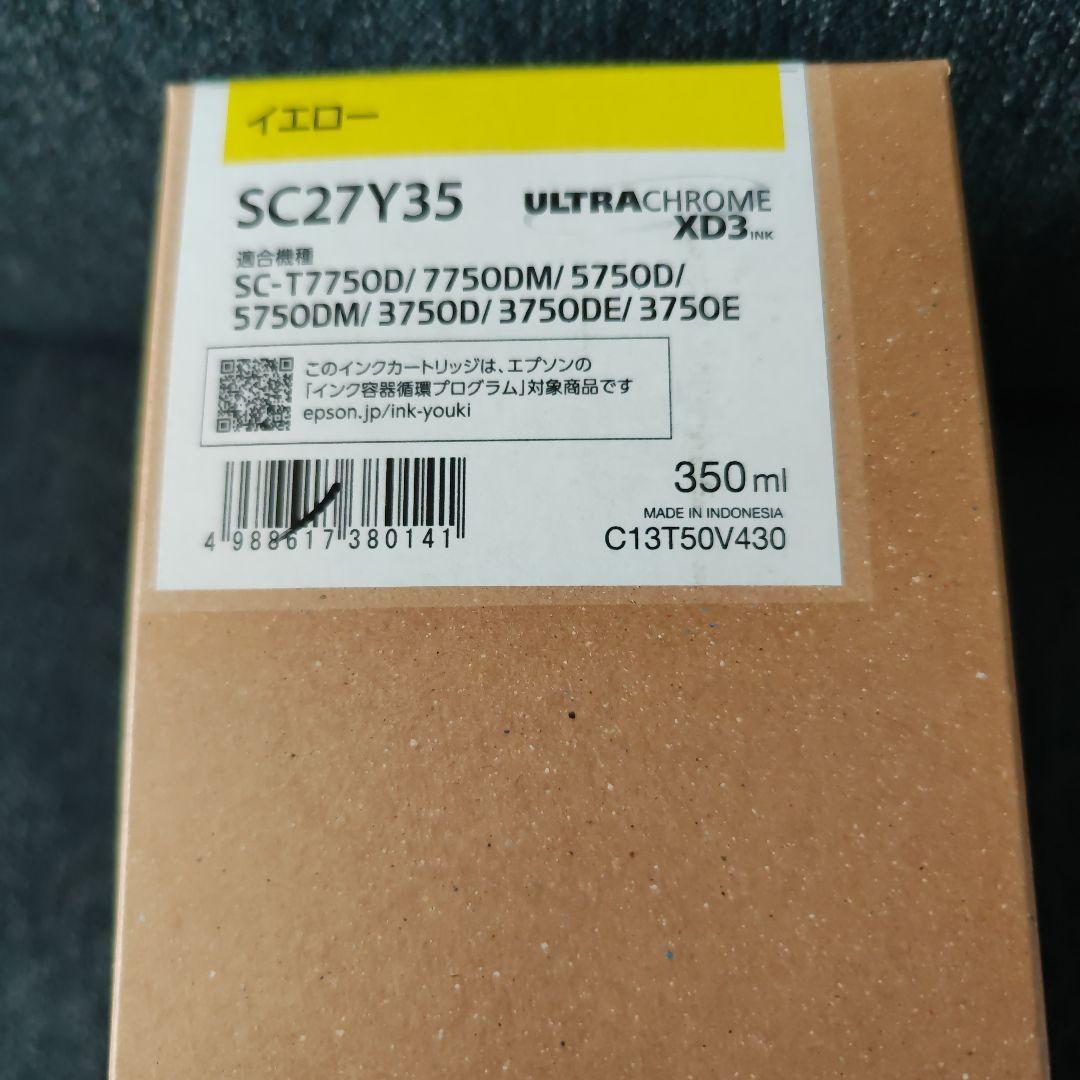 イエロー
SC27Y35
ULTRACHROME
XD3 INK
適合機種
SC-T7750D/ 7750DM/ 5750D/
5750DM/ 3750D/ 3750DE/ 3750E
このインクカートリッジは、エプソンの
「インク容器循環プログラム」対象商品です
epson.jp/ink-youki
350ml
MADE IN INDONESIA
C13T50V430
4 988617 380141